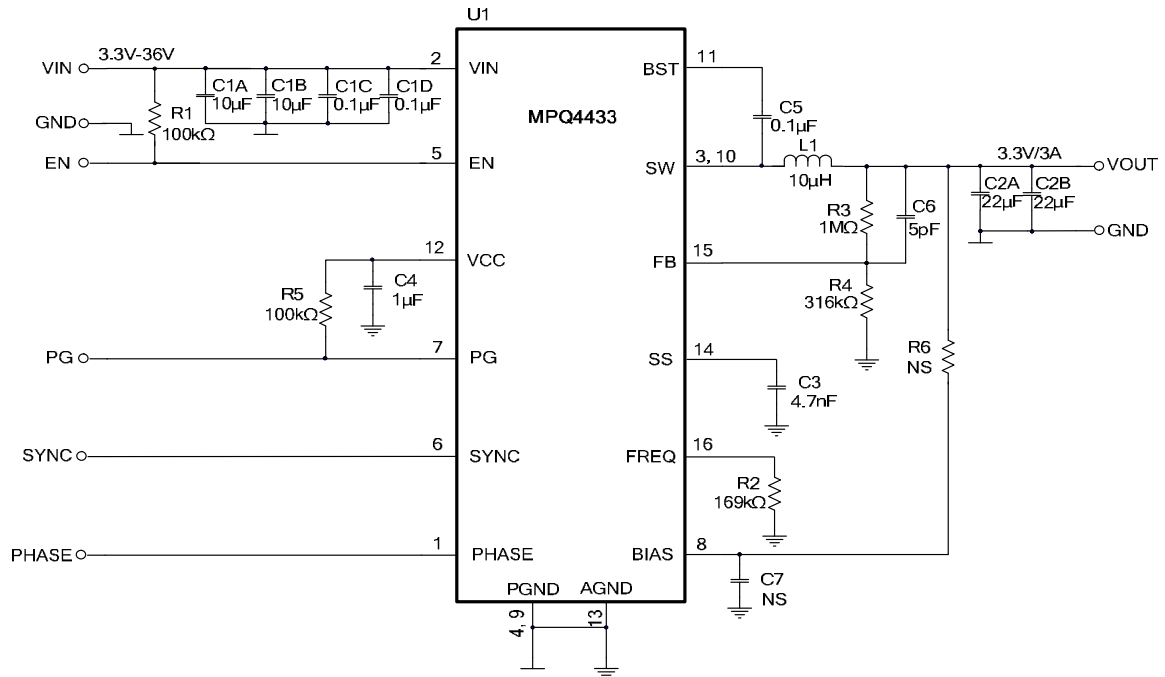 U1
MPQ4433
VIN
3.3V-36V
2
VIN
GND
R1
100kΩ
C1A
10µF
C1B
10µF
C1C
0.1µF
C1D
0.1µF
EN
5
EN
12
VCC
R5
100kΩ
C4
1µF
PG
7
PG
SYNC
6
SYNC
PHASE
1
PHASE
PGND
4, 9
AGND
13
BST
11
C5
0.1µF
SW
3, 10
L1
10µH
3.3V/3A
VOUT
C2A
22µF
C2B
22µF
GND
R3
1MΩ
C6
5pF
FB
15
R4
316kΩ
SS
14
C3
4.7nF
R6
NS
FREQ
16
R2
169kΩ
BIAS
8
C7
NS